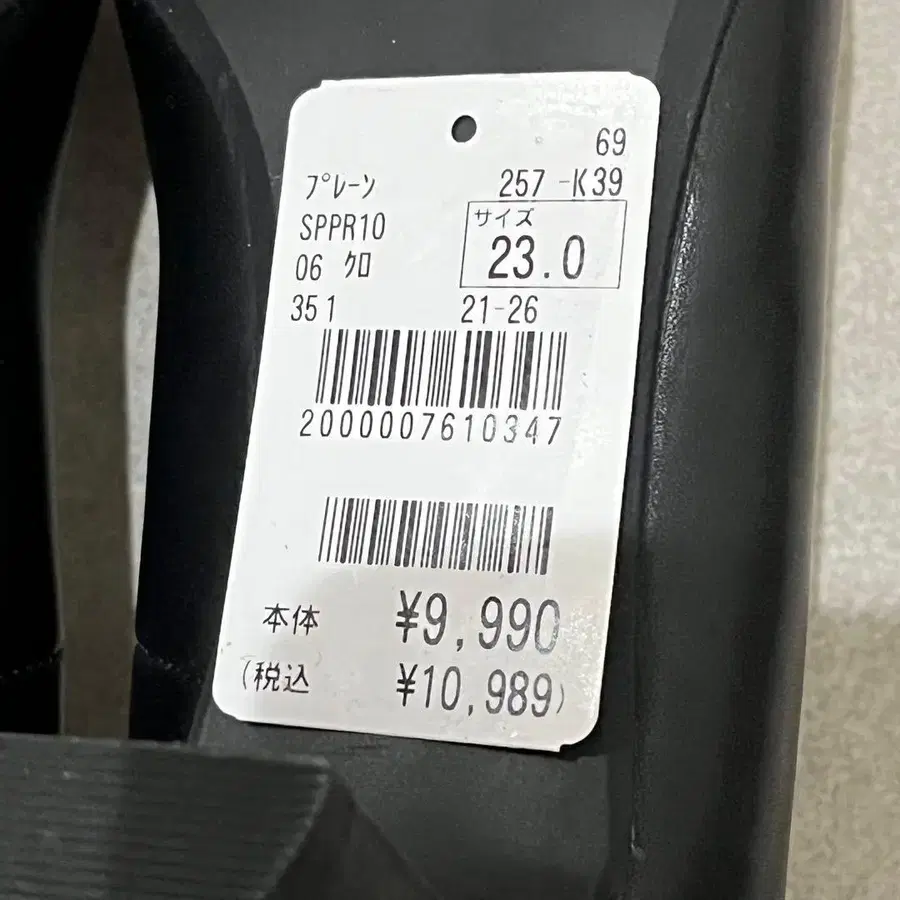 69
プレーン 257 -K39
SPPR10 サイズ
06 クロ 23.0
351 21-26
2000007610347
本体 ¥9,990
(税込 ¥10,989)